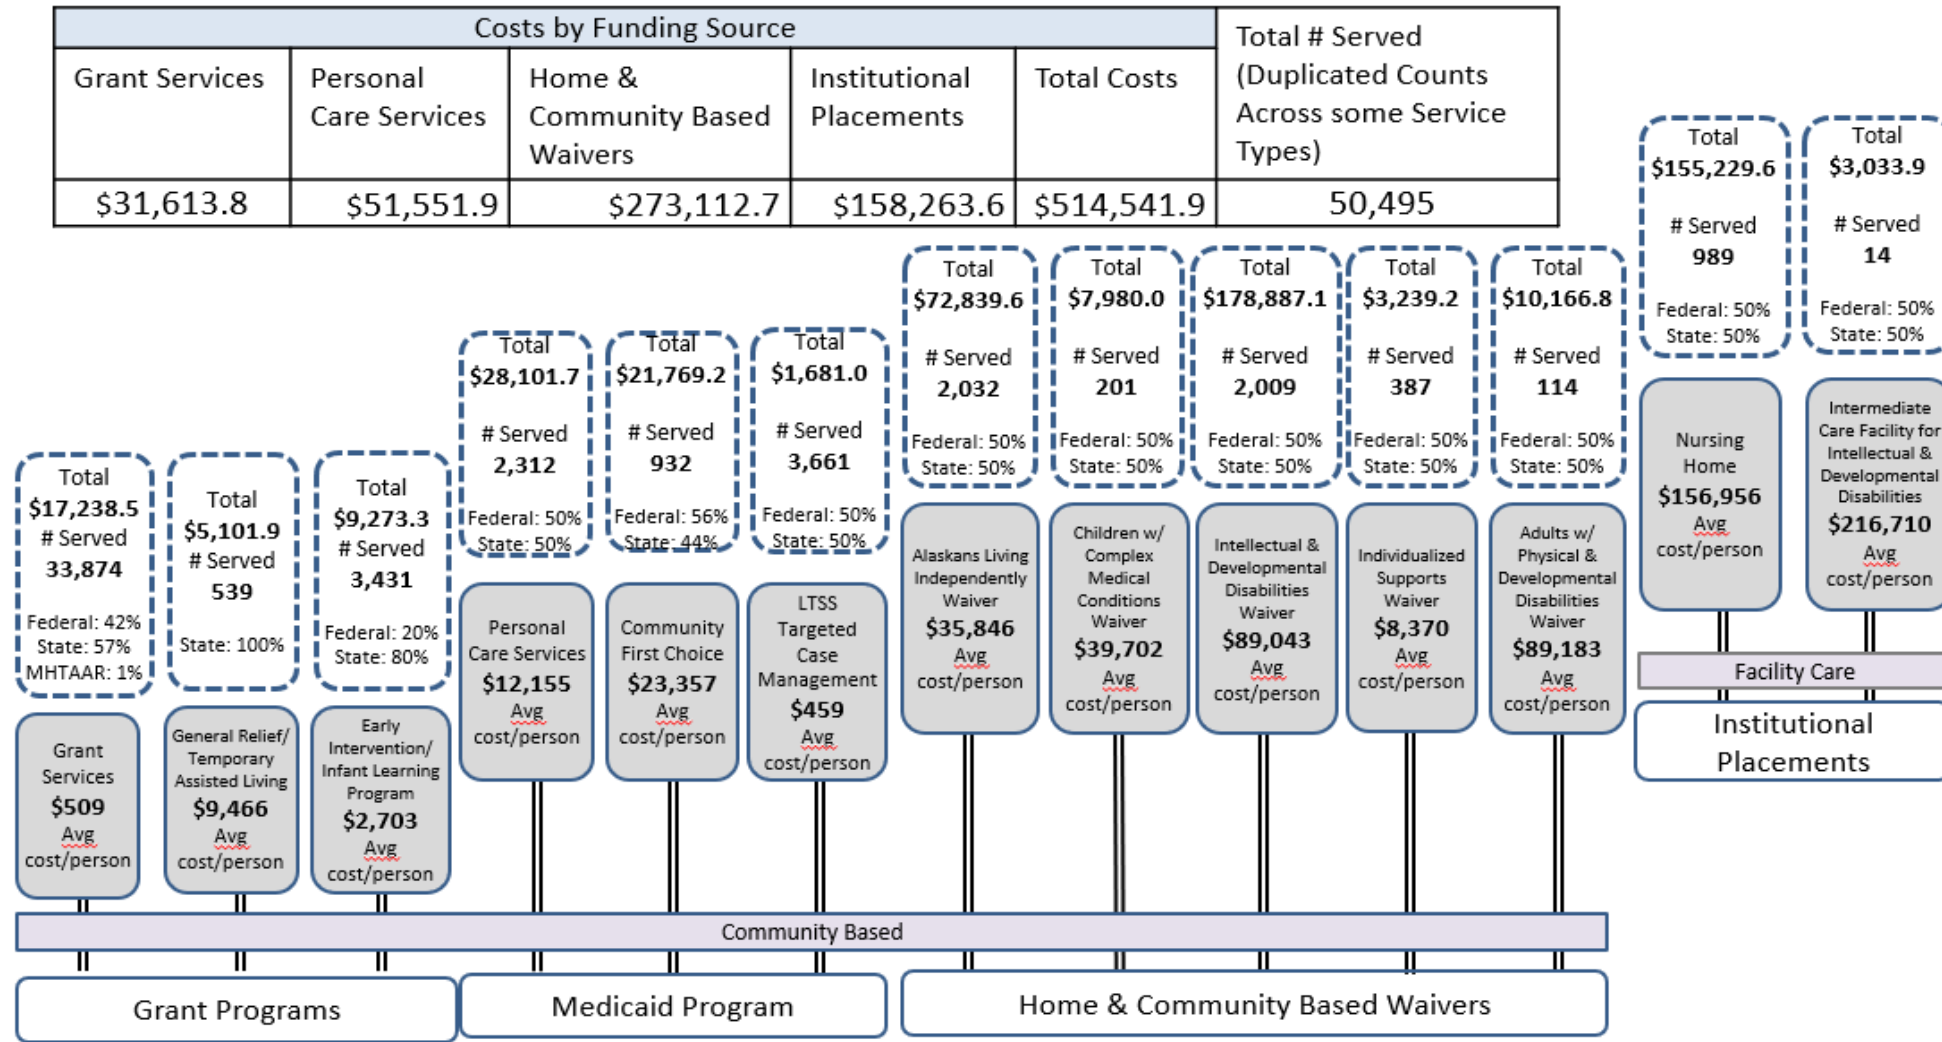 Costs by Funding Source
Grant Services
Personal
Care Services
Home &
Community Based
Waivers
Institutional
Placements
Total Costs
Total # Served
(Duplicated Counts
Across some Service
Types)
$31,613.8
$51,551.9
$273,112.7
$158,263.6
$514,541.9
50,495
Total
$17,238.5
# Served
33,874
Federal: 42%
State: 57%
MHTAAR: 1%
Grant
Services
$509
Avg
cost/person
Total
$5,101.9
# Served
539
State: 100%
General Relief/
Temporary
Assisted Living
$9,466
Avg
cost/person
Total
$9,273.3
# Served
3,431
Federal: 20%
State: 80%
Early
Intervention/
Infant Learning
Program
$2,703
Avg
cost/person
Total
$28,101.7
# Served
2,312
Federal: 50%
State: 50%
Personal
Care Services
$12,155
Avg
cost/person
Total
$21,769.2
# Served
932
Federal: 56%
State: 44%
Community
First Choice
$23,357
Avg
cost/person
Total
$1,681.0
# Served
3,661
Federal: 50%
State: 50%
LTSS
Targeted
Case
Management
$459
Avg
cost/person
Total
$72,839.6
# Served
2,032
Federal: 50%
State: 50%
Alaskans Living
Independently
Waiver
$35,846
Avg
cost/person
Total
$7,980.0
# Served
201
Federal: 50%
State: 50%
Children w/
Complex
Medical
Conditions
Waiver
$39,702
Avg
cost/person
Total
$178,887.1
# Served
2,009
Federal: 50%
State: 50%
Intellectual &
Developmental
Disabilities
Waiver
$89,043
Avg
cost/person
Total
$3,239.2
# Served
387
Federal: 50%
State: 50%
Individualized
Supports
Waiver
$8,370
Avg
cost/person
Total
$10,166.8
# Served
114
Federal: 50%
State: 50%
Adults w/
Physical &
Developmental
Disabilities
Waiver
$89,183
Avg
cost/person
Total
$155,229.6
# Served
989
Federal: 50%
State: 50%
Nursing
Home
$156,956
Avg
cost/person
Total
$3,033.9
# Served
14
Federal: 50%
State: 50%
Intermediate
Care Facility for
Intellectual &
Developmental
Disabilities
$216,710
Avg
cost/person
Facility Care
Institutional
Placements
Community Based
Grant Programs
Medicaid Program
Home & Community Based Waivers